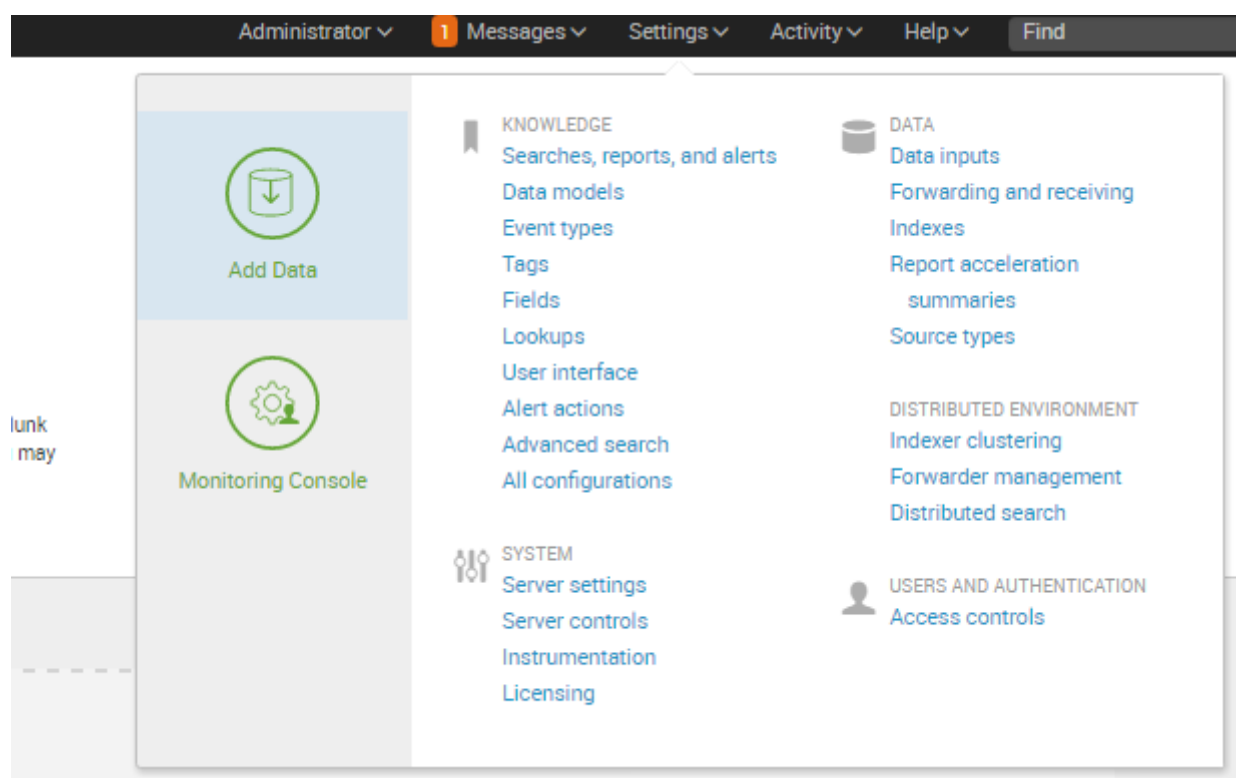 Administrator 1 Messages Settings Activity Help Find
Add Data
Monitoring Console
lunk
may
KNOWLEDGE
Searches, reports, and alerts
Data models
Event types
Tags
Fields
Lookups
User interface
Alert actions
Advanced search
All configurations
SYSTEM
Server settings
Server controls
Instrumentation
Licensing
DATA
Data inputs
Forwarding and receiving
Indexes
Report acceleration
summaries
Source types
DISTRIBUTED ENVIRONMENT
Indexer clustering
Forwarder management
Distributed search
USERS AND AUTHENTICATION
Access controls